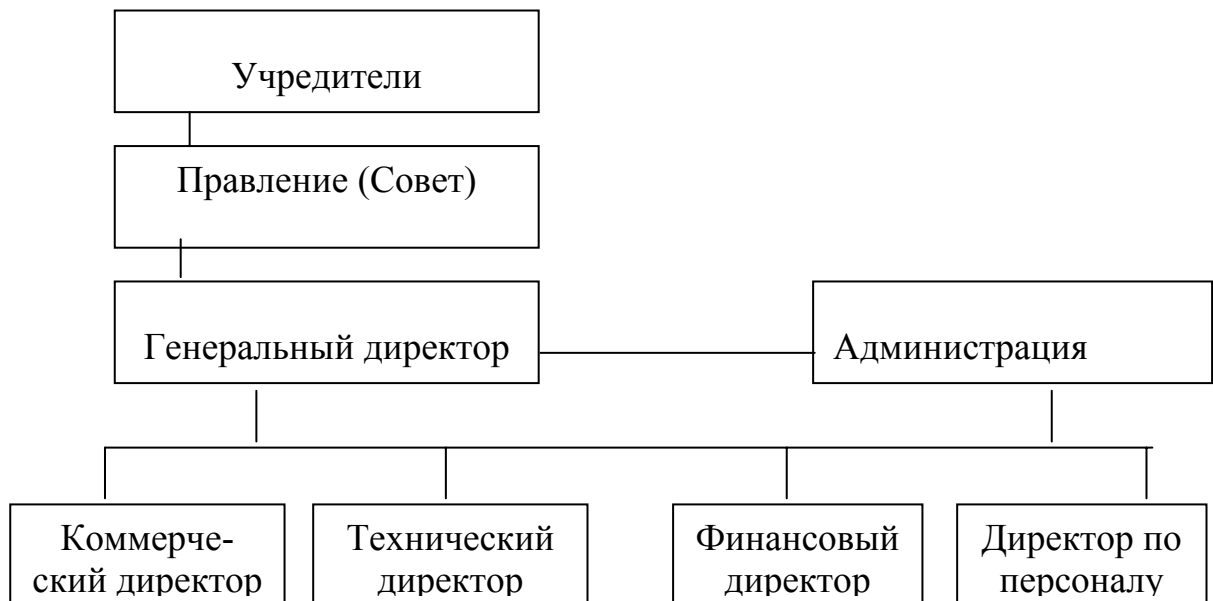 Учредители
Правление (Совет)
Генеральный директор
Администрация
Коммерче-
ский директор
Технический
директор
Финансовый
директор
Директор по
персоналу